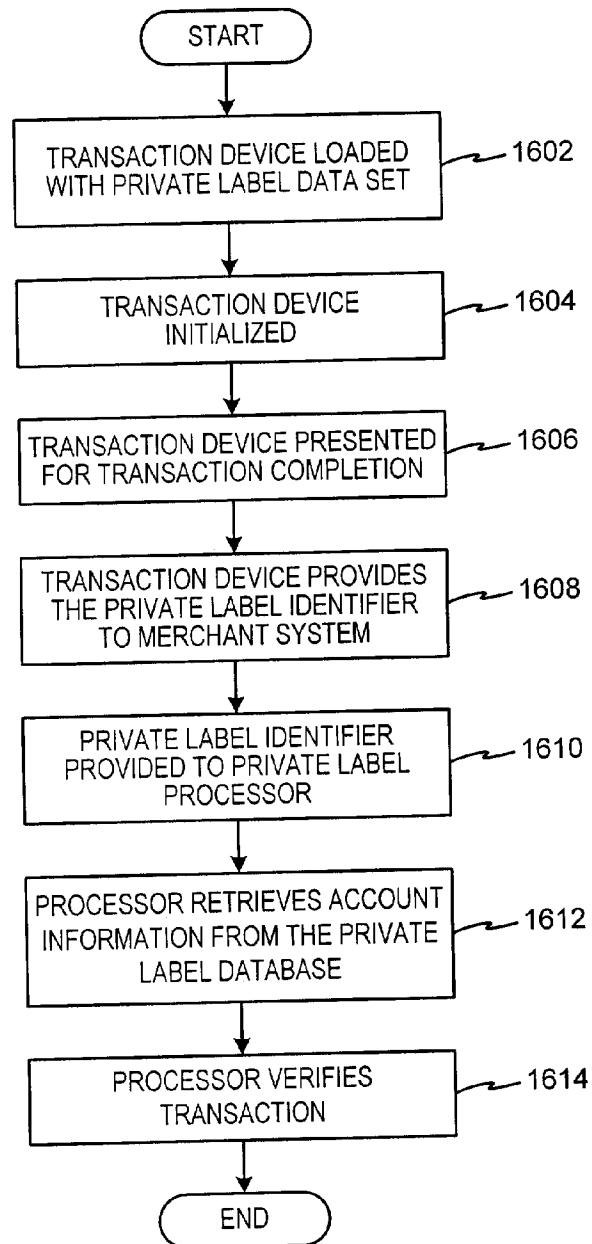 START
TRANSACTION DEVICE LOADED
WITH PRIVATE LABEL DATA SET
1602
TRANSACTION DEVICE
INITIALIZED
1604
TRANSACTION DEVICE PRESENTED
FOR TRANSACTION COMPLETION
1606
TRANSACTION DEVICE PROVIDES
THE PRIVATE LABEL IDENTIFIER
TO MERCHANT SYSTEM
1608
PRIVATE LABEL IDENTIFIER
PROVIDED TO PRIVATE LABEL
PROCESSOR
1610
PROCESSOR RETRIEVES ACCOUNT
INFORMATION FROM THE PRIVATE
LABEL DATABASE
1612
PROCESSOR VERIFIES
TRANSACTION
1614
END